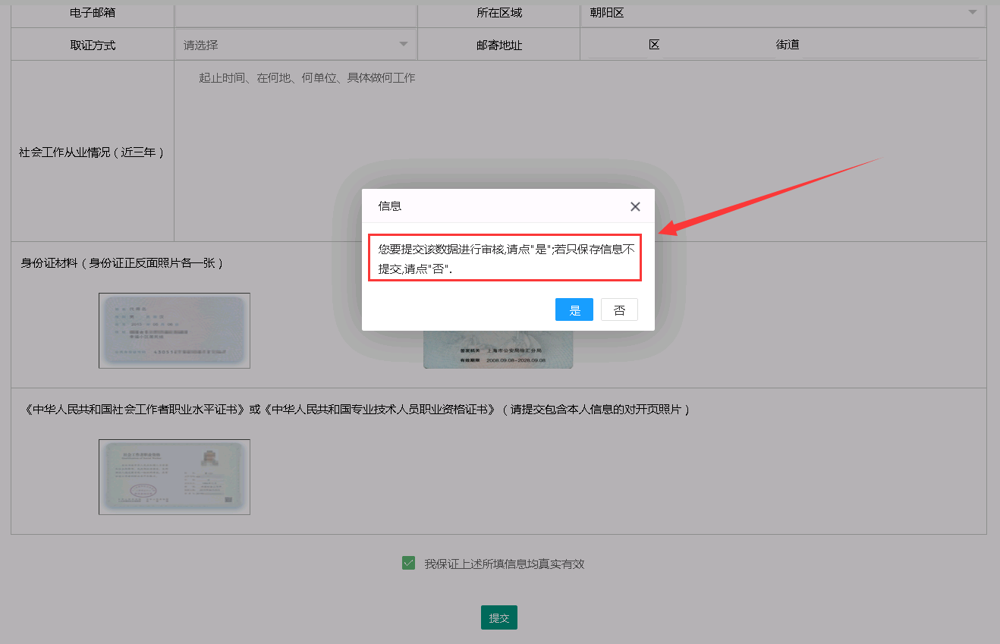 电子邮箱
所在区域
朝阳区
取证方式
请选择
邮寄地址
区
街道
起止时间、在何地、何单位、具体做何工作
社会工作从业情况（近三年）
信息
您要提交该数据进行审核,请点"是";若只保存信息不
提交,请点"否".
是
否
身份证材料（身份证正反面照片各一张）
签发机关 上海市公安局徐汇分局
有效期限 2008.09.08-2028.09.08
《中华人民共和国社会工作者职业水平证书》或《中华人民共和国专业技术人员职业资格证书》（请提交包含本人信息的对开页照片）
我保证上述所填信息均真实有效
提交